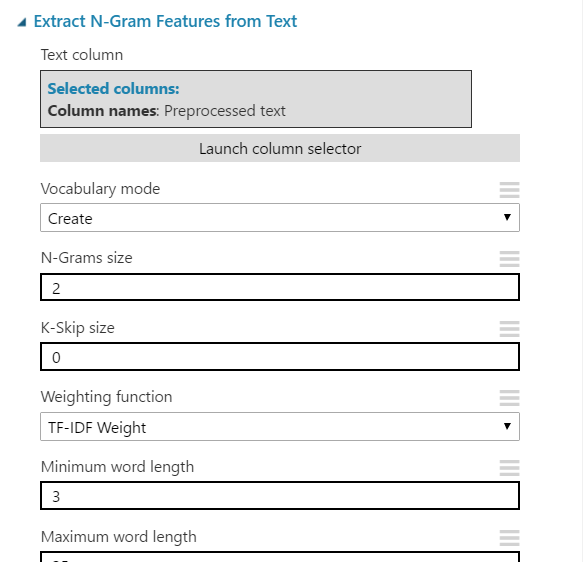 Extract N-Gram Features from Text
Text column
Selected columns:
Column names: Preprocessed text
Launch column selector
Vocabulary mode
Create
N-Grams size
2
K-Skip size
0
Weighting function
TF-IDF Weight
Minimum word length
3
Maximum word length